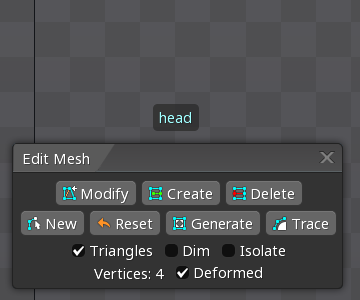 head
Edit Mesh
Modify Create Delete
New Reset Generate Trace
Triangles Dim Isolate
Vertices: 4 Deformed